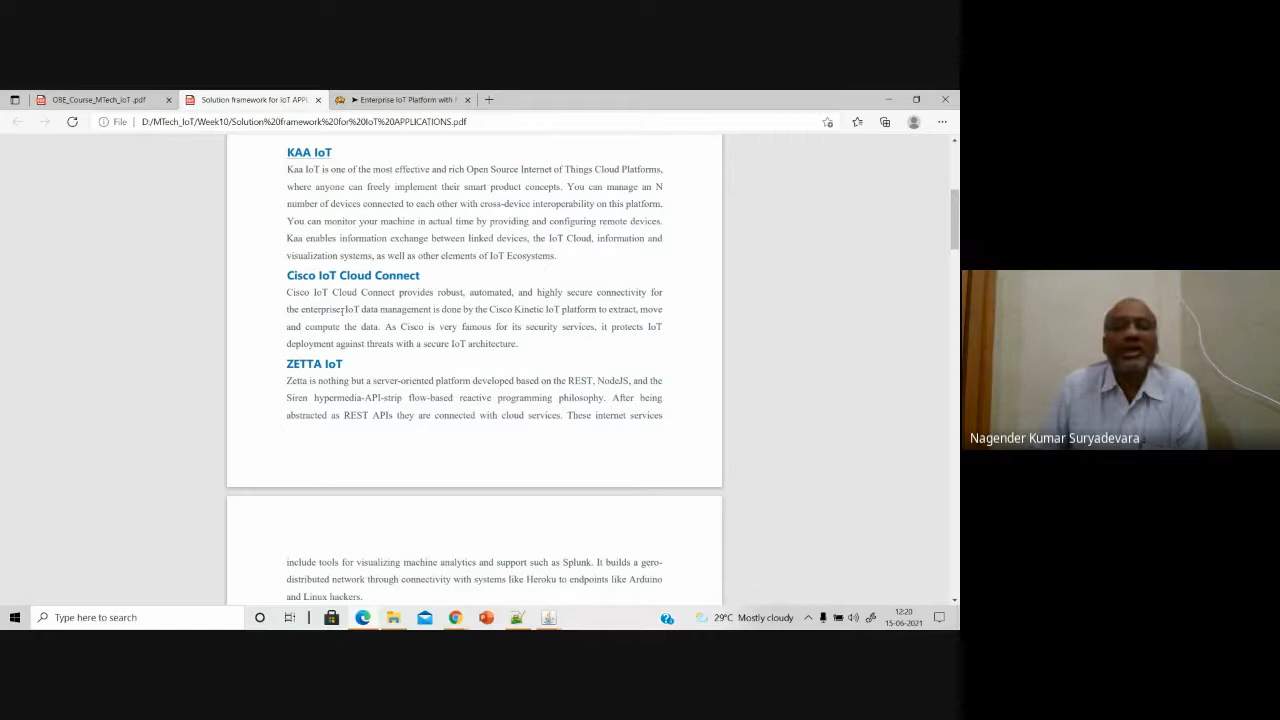 OBE_Course_MTech_IoT .pdf
Solution framework for IoT APPL
➤ Enterprise IoT Platform with
File
D:/MTech_IoT/Week10/Solution%20framework%20for%20IoT%20APPLICATIONS.pdf
KAA IoT
Kaa IoT is one of the most effective and rich Open Source Internet of Things Cloud Platforms,
where anyone can freely implement their smart product concepts. You can manage an N
number of devices connected to each other with cross-device interoperability on this platform.
You can monitor your machine in actual time by providing and configuring remote devices.
Kaa enables information exchange between linked devices, the IoT Cloud, information and
visualization systems, as well as other elements of IoT Ecosystems.
Cisco IoT Cloud Connect
Cisco IoT Cloud Connect provides robust, automated, and highly secure connectivity for
the enterprise IoT data management is done by the Cisco Kinetic IoT platform to extract, move
and compute the data. As Cisco is very famous for its security services, it protects IoT
deployment against threats with a secure IoT architecture.
ZETTA IoT
Zetta is nothing but a server-oriented platform developed based on the REST, NodeJS, and the
Siren hypermedia-API-strip flow-based reactive programming philosophy. After being
abstracted as REST APIs they are connected with cloud services. These internet services
include tools for visualizing machine analytics and support such as Splunk. It builds a gero-
distributed network through connectivity with systems like Heroku to endpoints like Arduino
and Linux hackers.
Nagender Kumar Suryadevara
Type here to search
29°C Mostly cloudy
12:20
15-06-2021